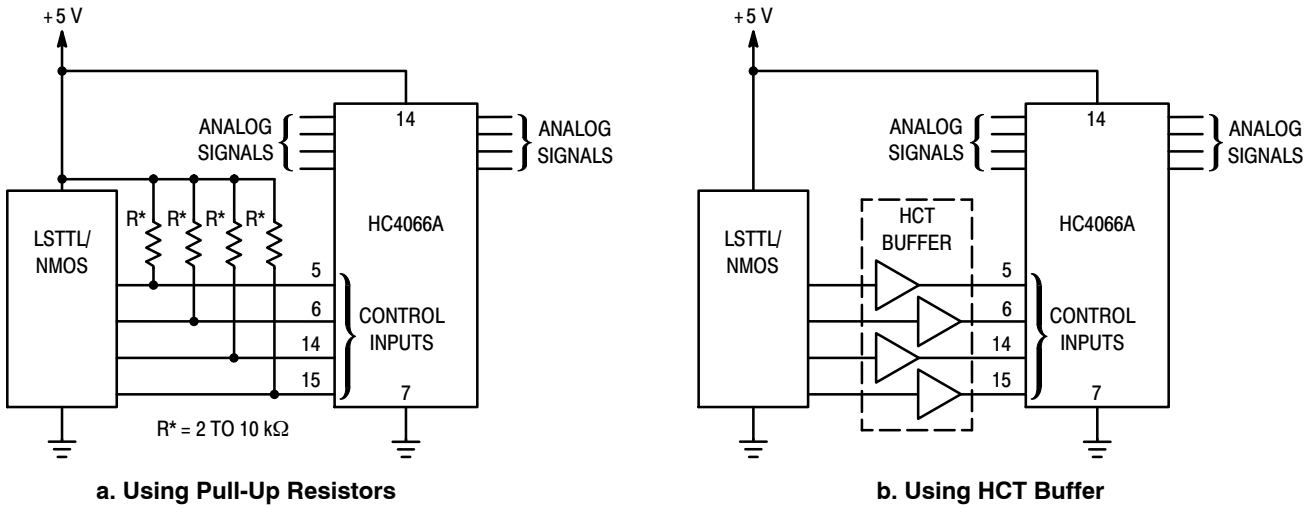 +5 V
14
ANALOG
SIGNALS
ANALOG
SIGNALS
R* R* R* R*
LSTTL/
NMOS
HC4066A
5
6
14
15
CONTROL
INPUTS
7
R* = 2 TO 10 kΩ
a. Using Pull-Up Resistors
+5 V
14
ANALOG
SIGNALS
ANALOG
SIGNALS
LSTTL/
NMOS
HCT
BUFFER
HC4066A
5
6
14
15
CONTROL
INPUTS
7
b. Using HCT Buffer